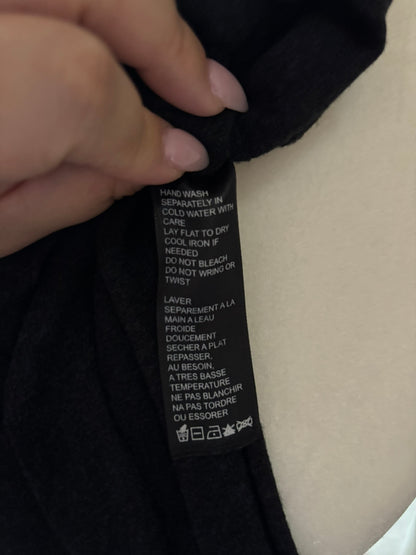 HAND WASH
SEPARATELY IN
COLD WATER WITH
CARE
LAY FLAT TO DRY
COOL IRON IF
NEEDED
DO NOT BLEACH
DO NOT WRING OR
TWIST
LAVER
SEPAREMENT A LA
MAIN A LEAU
FROIDE
DOUCEMENT
SECHER A PLAT
REPASSER,
AU BESOIN,
A TRES BASSE
TEMPERATURE
NE PAS BLANCHIR
NA PAS TORDRE
OU ESSORER